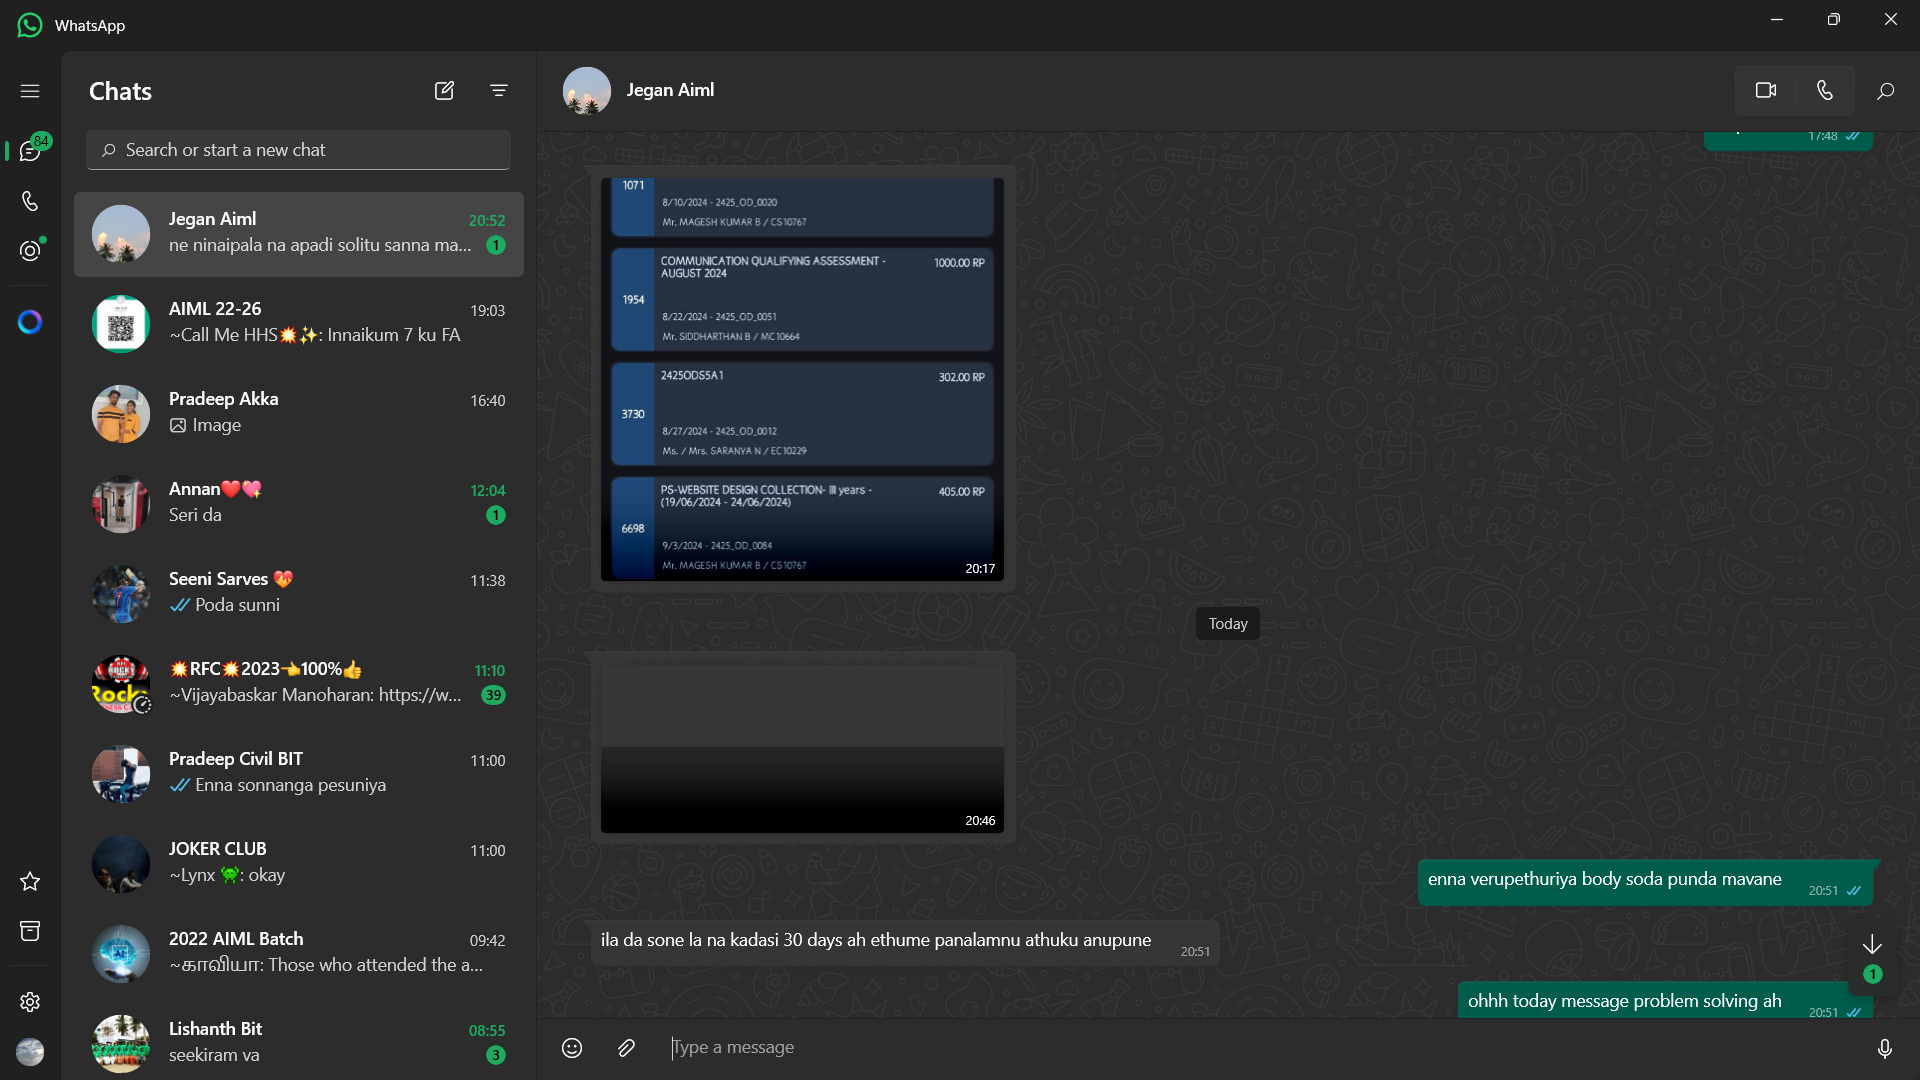 WhatsApp
Chats
84
Search or start a new chat
Jegan Aiml
20:52
ne ninaipala na apadi solitu sanna ma...
1
AIML 22-26
19:03
~Call Me HHS💥✨: Innaikum 7 ku FA
Pradeep Akka
16:40
Image
Annan❤️💖
12:04
Seri da
1
Seeni Sarves ❤️‍🩹
11:38
Poda sunni
💥RFC💥2023👈100%👍
11:10
~Vijayabaskar Manoharan: https://w...
39
Pradeep Civil BIT
11:00
Enna sonnanga pesuniya
JOKER CLUB
11:00
~Lynx 👾: okay
2022 AIML Batch
09:42
~காவியா: Those who attended the a...
Lishanth Bit
08:55
seekiram va
3
Jegan Aiml
17:48
1071
8/10/2024 - 2425_OD_0020
Mr. MAGESH KUMAR B / CS10767
COMMUNICATION QUALIFYING ASSESSMENT -
AUGUST 2024
1000.00 RP
1954
8/22/2024 - 2425_OD_0051
Mr. SIDDHARTHAN B / MC10664
2425ODS5A1
302.00 RP
3730
8/27/2024 - 2425_OD_0012
Ms. / Mrs. SARANYA N / EC10229
PS-WEBSITE DESIGN COLLECTION- III years -
(19/06/2024 - 24/06/2024)
405.00 RP
6698
9/3/2024 - 2425_OD_0084
Mr. MAGESH KUMAR B / CS10767
20:17
Today
20:46
enna verupethuriya body soda punda mavane
20:51
ila da sone la na kadasi 30 days ah ethume panalamnu athuku anupune
20:51
1
ohhh today message problem solving ah
20:51
Type a message